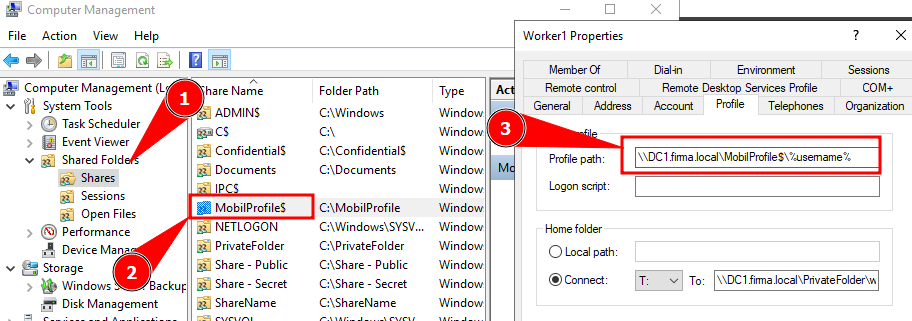 Computer Management
File Action View Help
Computer Management (Lo
System Tools
Task Scheduler
Event Viewer
Shared Folders
Shares
Sessions
Open Files
Performance
Device Manag
Storage
Windows Server Backup
Disk Management
Services and Applications
1
2
Share Name Folder Path Type
ADMIN$ C:\Windows Window
C$ C:\ Window
Confidential$ C:\Confidential$ Window
Documents C:\Documents Window
IPC$ Window
MobilProfile$ C:\MobilProfile Window
NETLOGON C:\Windows\SYSV... Window
PrivateFolder C:\PrivateFolder Window
Share - Public C:\Share - Public Window
Share - Secret C:\Share - Secret Window
ShareName C:\ShareName Window
SYSVOL C:\Windows\SYSV... Window
Act
Mo
3
Worker1 Properties ? ×
Member Of Dial-in Environment Sessions
Remote control Remote Desktop Services Profile COM+
General Address Account Profile Telephones Organization
ofile
Profile path: \\DC1.firma.local\MobilProfile$\%username%
Logon script:
Home folder
Local path:
Connect: T: To: \\DC1.firma.local\PrivateFolder\w